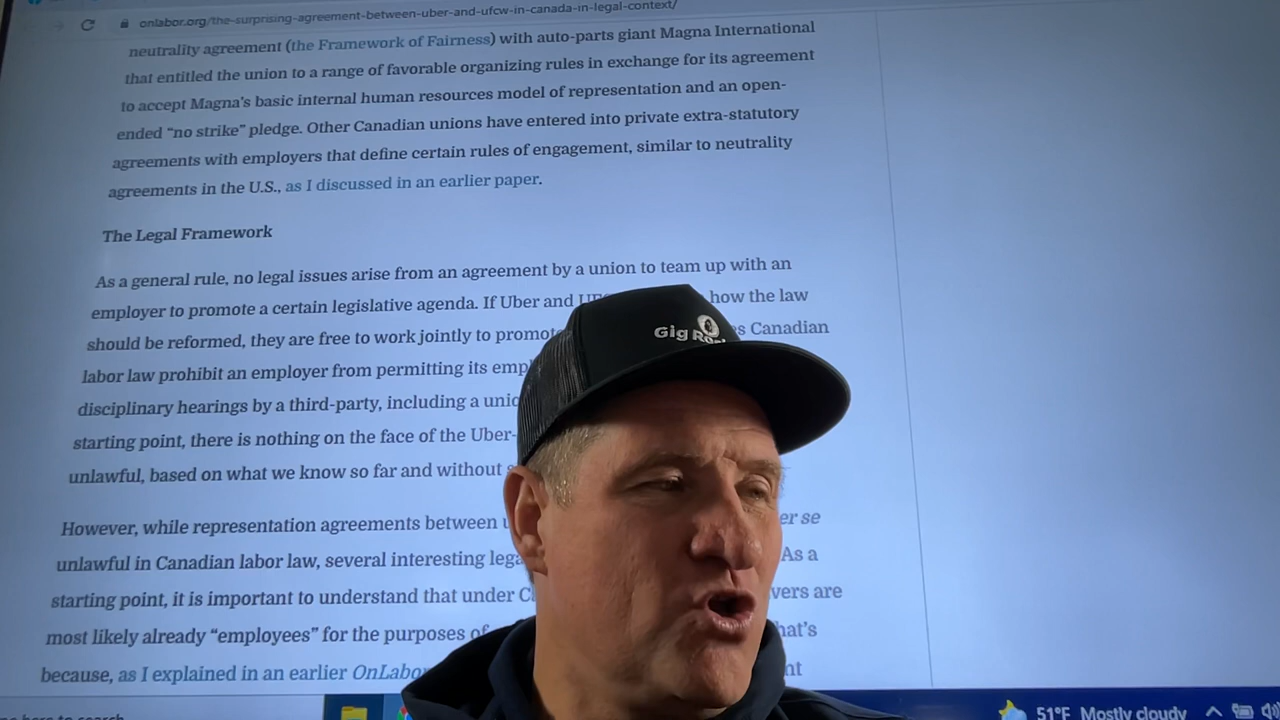 onlabor.org/the-surprising-agreement-between-uber-and-ufcw-in-canada-in-legal-context/
neutrality agreement (the Framework of Fairness) with auto-parts giant Magna International
that entitled the union to a range of favorable organizing rules in exchange for its agreement
to accept Magna's basic internal human resources model of representation and an open-
ended “no strike” pledge. Other Canadian unions have entered into private extra-statutory
agreements with employers that define certain rules of engagement, similar to neutrality
agreements in the U.S., as I discussed in an earlier paper.
The Legal Framework
As a general rule, no legal issues arise from an agreement by a union to team up with an
employer to promote a certain legislative agenda. If Uber and how the law
should be reformed, they are free to work jointly to Canadian
labor law prohibit an employer from permitting its
disciplinary hearings by a third-party, including a
starting point, there is nothing on the face of the Uber-
unlawful, based on what we know so far and without
However, while representation agreements between er se
unlawful in Canadian labor law, several interesting As a
starting point, it is important to understand that under are
most likely already “employees” for the purposes of hat's
because, as I explained in an earlier OnLabo
Gig
51°F Mostly cloudy